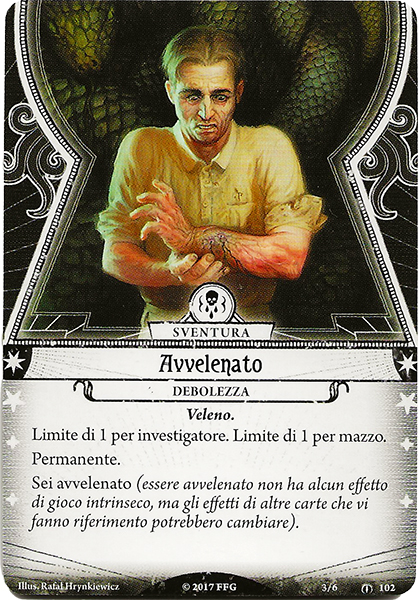 SVENTURA
Avvelenato
DEBOLEZZA
Veleno.
Limite di 1 per investigatore. Limite di 1 per mazzo.
Permanente.
Sei avvelenato (essere avvelenato non ha alcun effetto
di gioco intrinseco, ma gli effetti di altre carte che vi
fanno riferimento potrebbero cambiare).
Illus. Rafał Hrynkiewicz © 2017 FFG 3/6 102